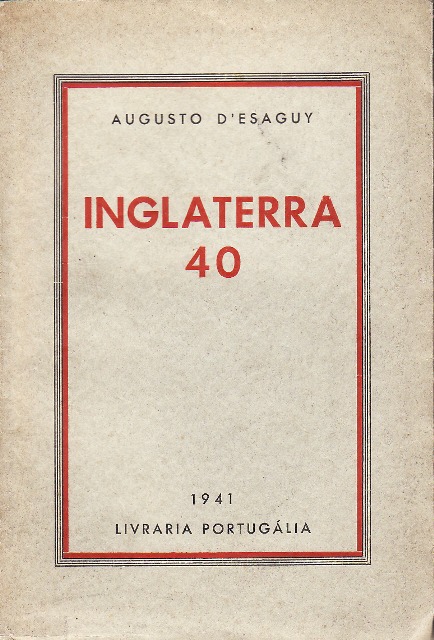 AUGUSTO D'ESAGUY
INGLATERRA
40
1941
LIVRARIA PORTUGÁLIA